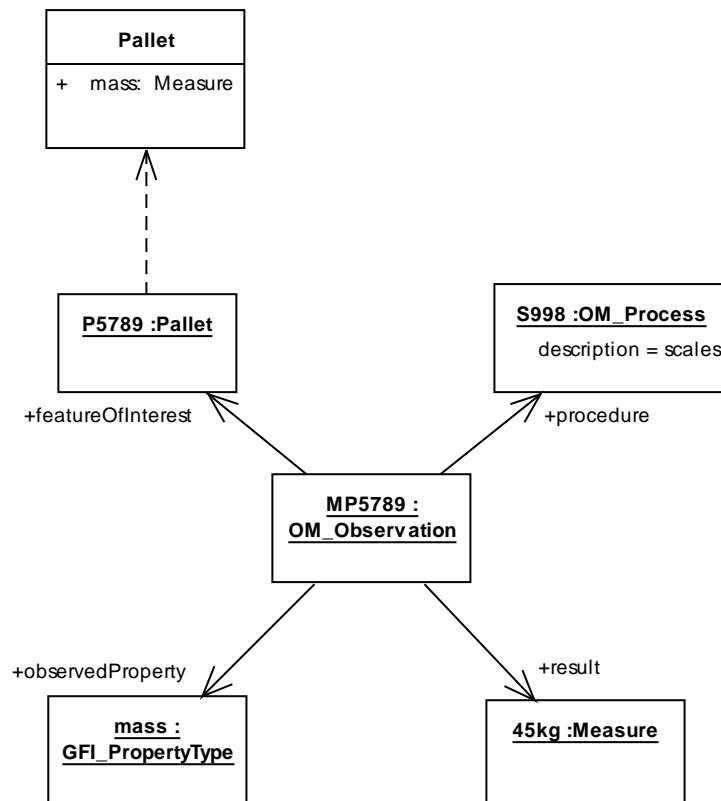 Pallet
+ mass: Measure
P5789 :Pallet
S998 :OM_Process
description = scales
+featureOfInterest
+procedure
MP5789 :
OM_Observation
+observedProperty
+result
mass :
GFI_PropertyType
45kg :Measure